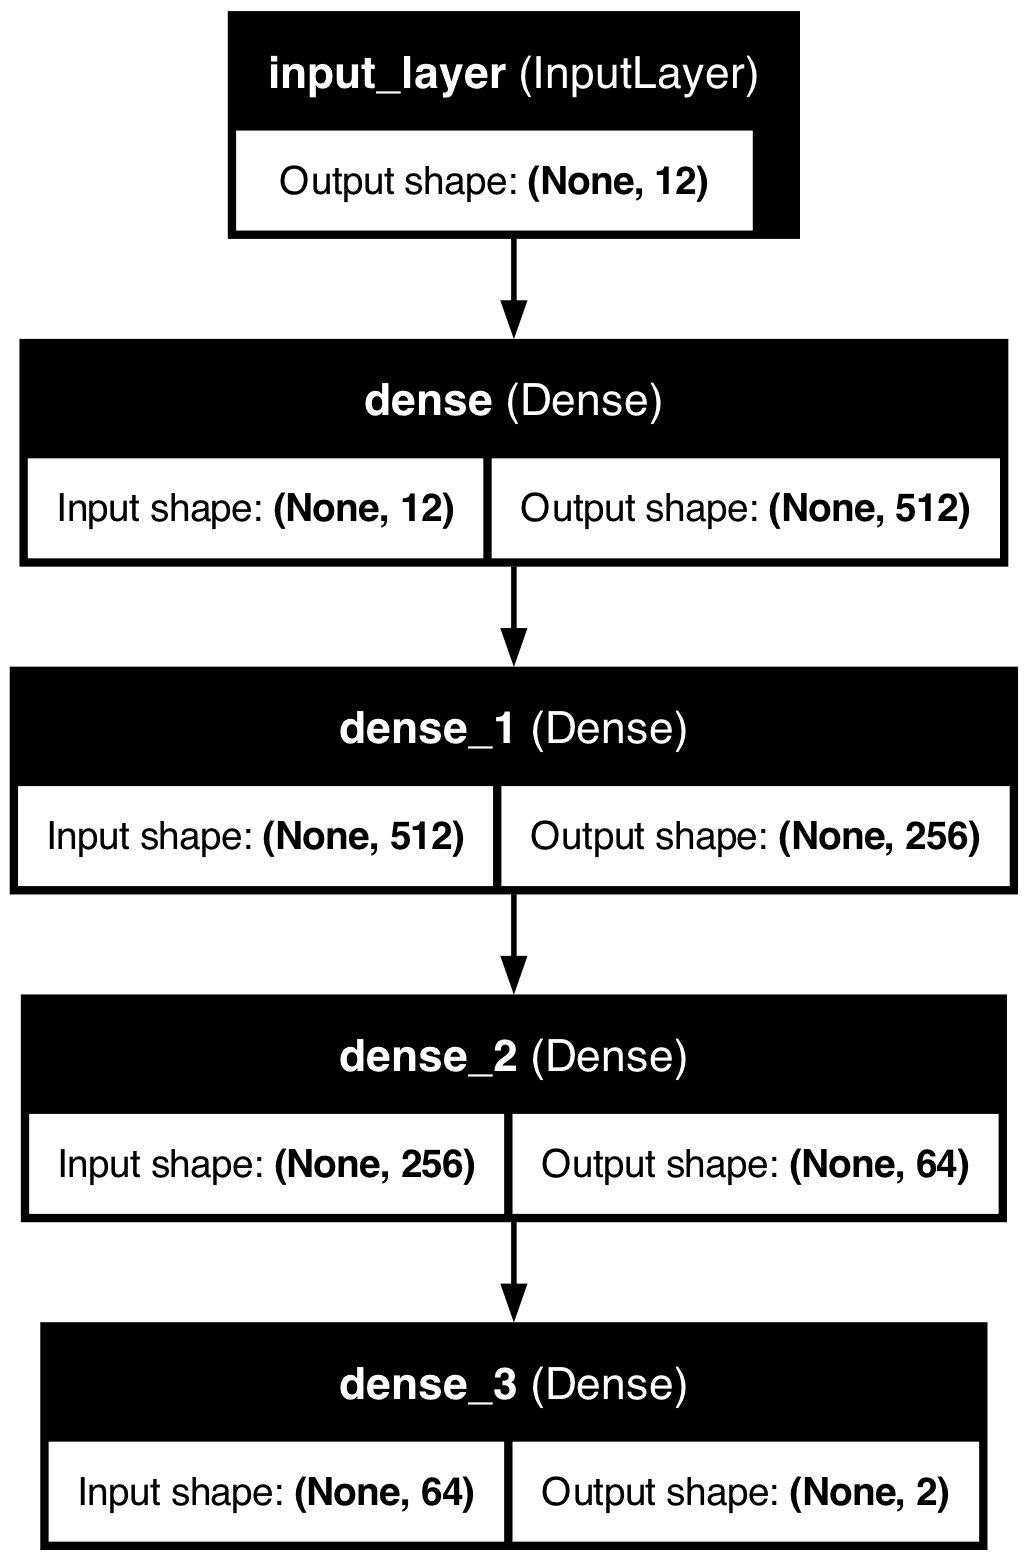 input_layer (InputLayer)
Output shape: (None, 12)
dense (Dense)
Input shape: (None, 12) Output shape: (None, 512)
dense_1 (Dense)
Input shape: (None, 512) Output shape: (None, 256)
dense_2 (Dense)
Input shape: (None, 256) Output shape: (None, 64)
dense_3 (Dense)
Input shape: (None, 64) Output shape: (None, 2)